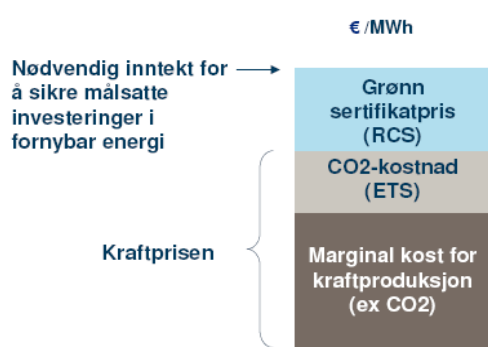 € /MWh
Nødvendig inntekt for
å sikre målsatte
investeringer i
fornybar energi
Grønn
sertifikatpris
(RCS)
CO2-kostnad
(ETS)
Kraftprisen
Marginal kost for
kraftproduksjon
(ex CO2)